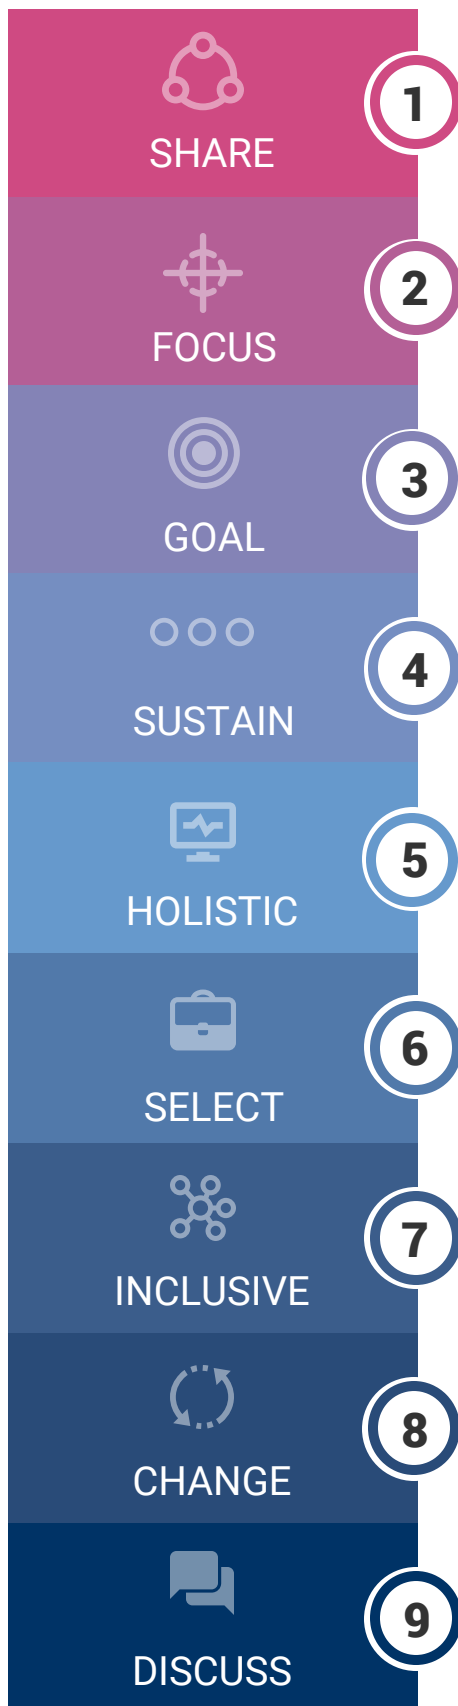 SHARE
1
FOCUS
2
GOAL
3
SUSTAIN
4
HOLISTIC
5
SELECT
6
INCLUSIVE
7
CHANGE
8
DISCUSS
9